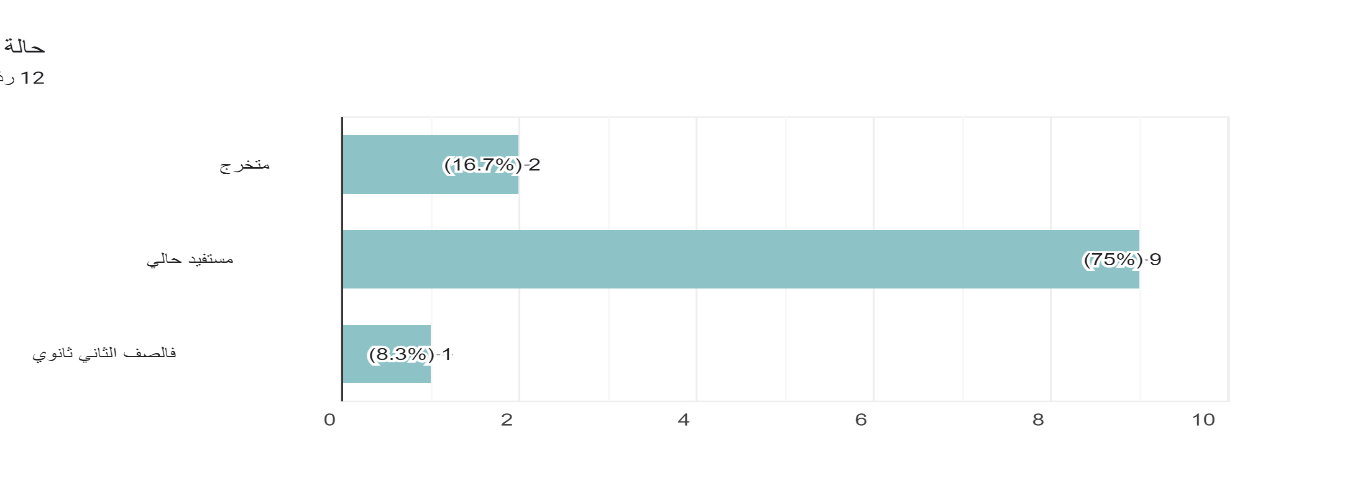 حالة
12
متخرج
2 (16.7%)
مستفيد حالي
9 (75%)
فالصف الثاني ثانوي
1 (8.3%)
0 2 4 6 8 10